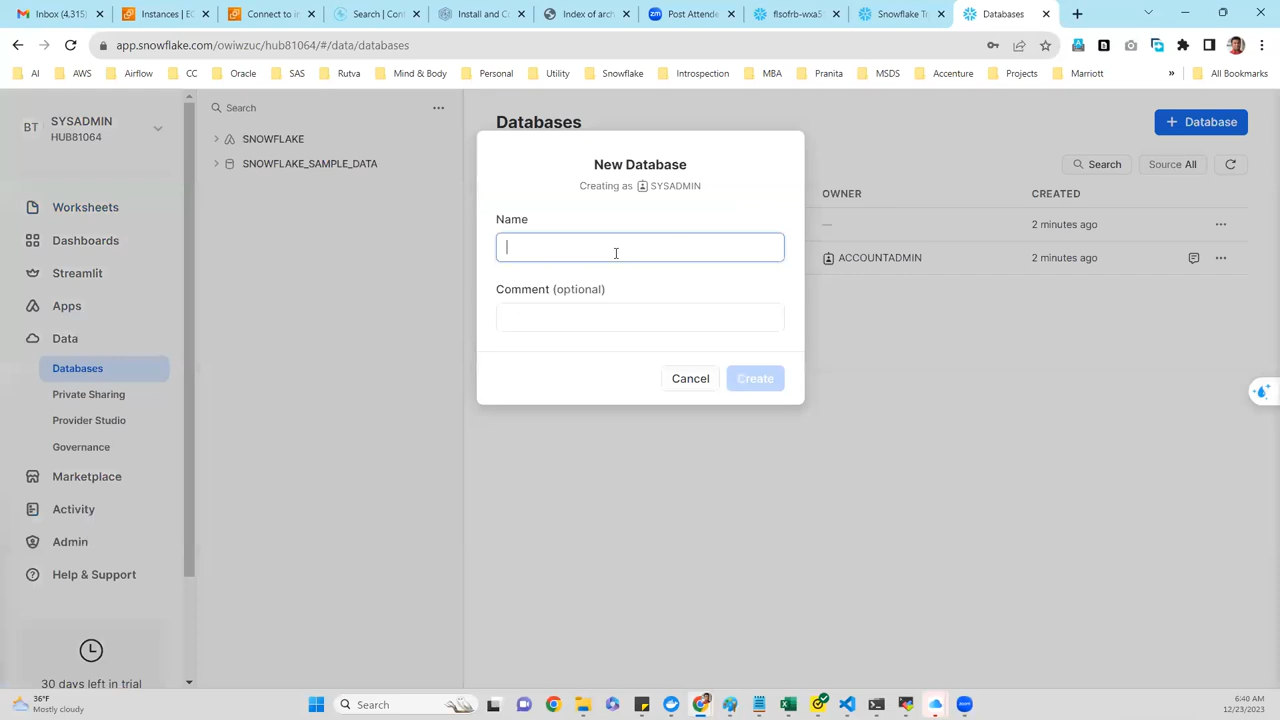 Inbox (4,315)
Instances | EC
Connect to in
Search | Con
Install and Co
Index of arch
Post Attende
flsofrb-wxa5
Snowflake Tr
Databases
app.snowflake.com/owiwzuc/hub81064/#/data/databases
AI
AWS
Airflow
CC
Oracle
SAS
Rutva
Mind & Body
Personal
Utility
Snowflake
Introspection
MBA
Pranita
MSDS
Accenture
Projects
Marriott
»
All Bookmarks
BT
SYSADMIN
HUB81064
Worksheets
Dashboards
Streamlit
Apps
Data
Databases
Private Sharing
Provider Studio
Governance
Marketplace
Activity
Admin
Help & Support
30 days left in trial
Search
SNOWFLAKE
SNOWFLAKE_SAMPLE_DATA
Databases
+ Database
Search
Source All
OWNER
CREATED
—
2 minutes ago
ACCOUNTADMIN
2 minutes ago
New Database
Creating as SYSADMIN
Name
Comment (optional)
Cancel
Create
36°F
Mostly cloudy
Search
6:40 AM
12/23/2023